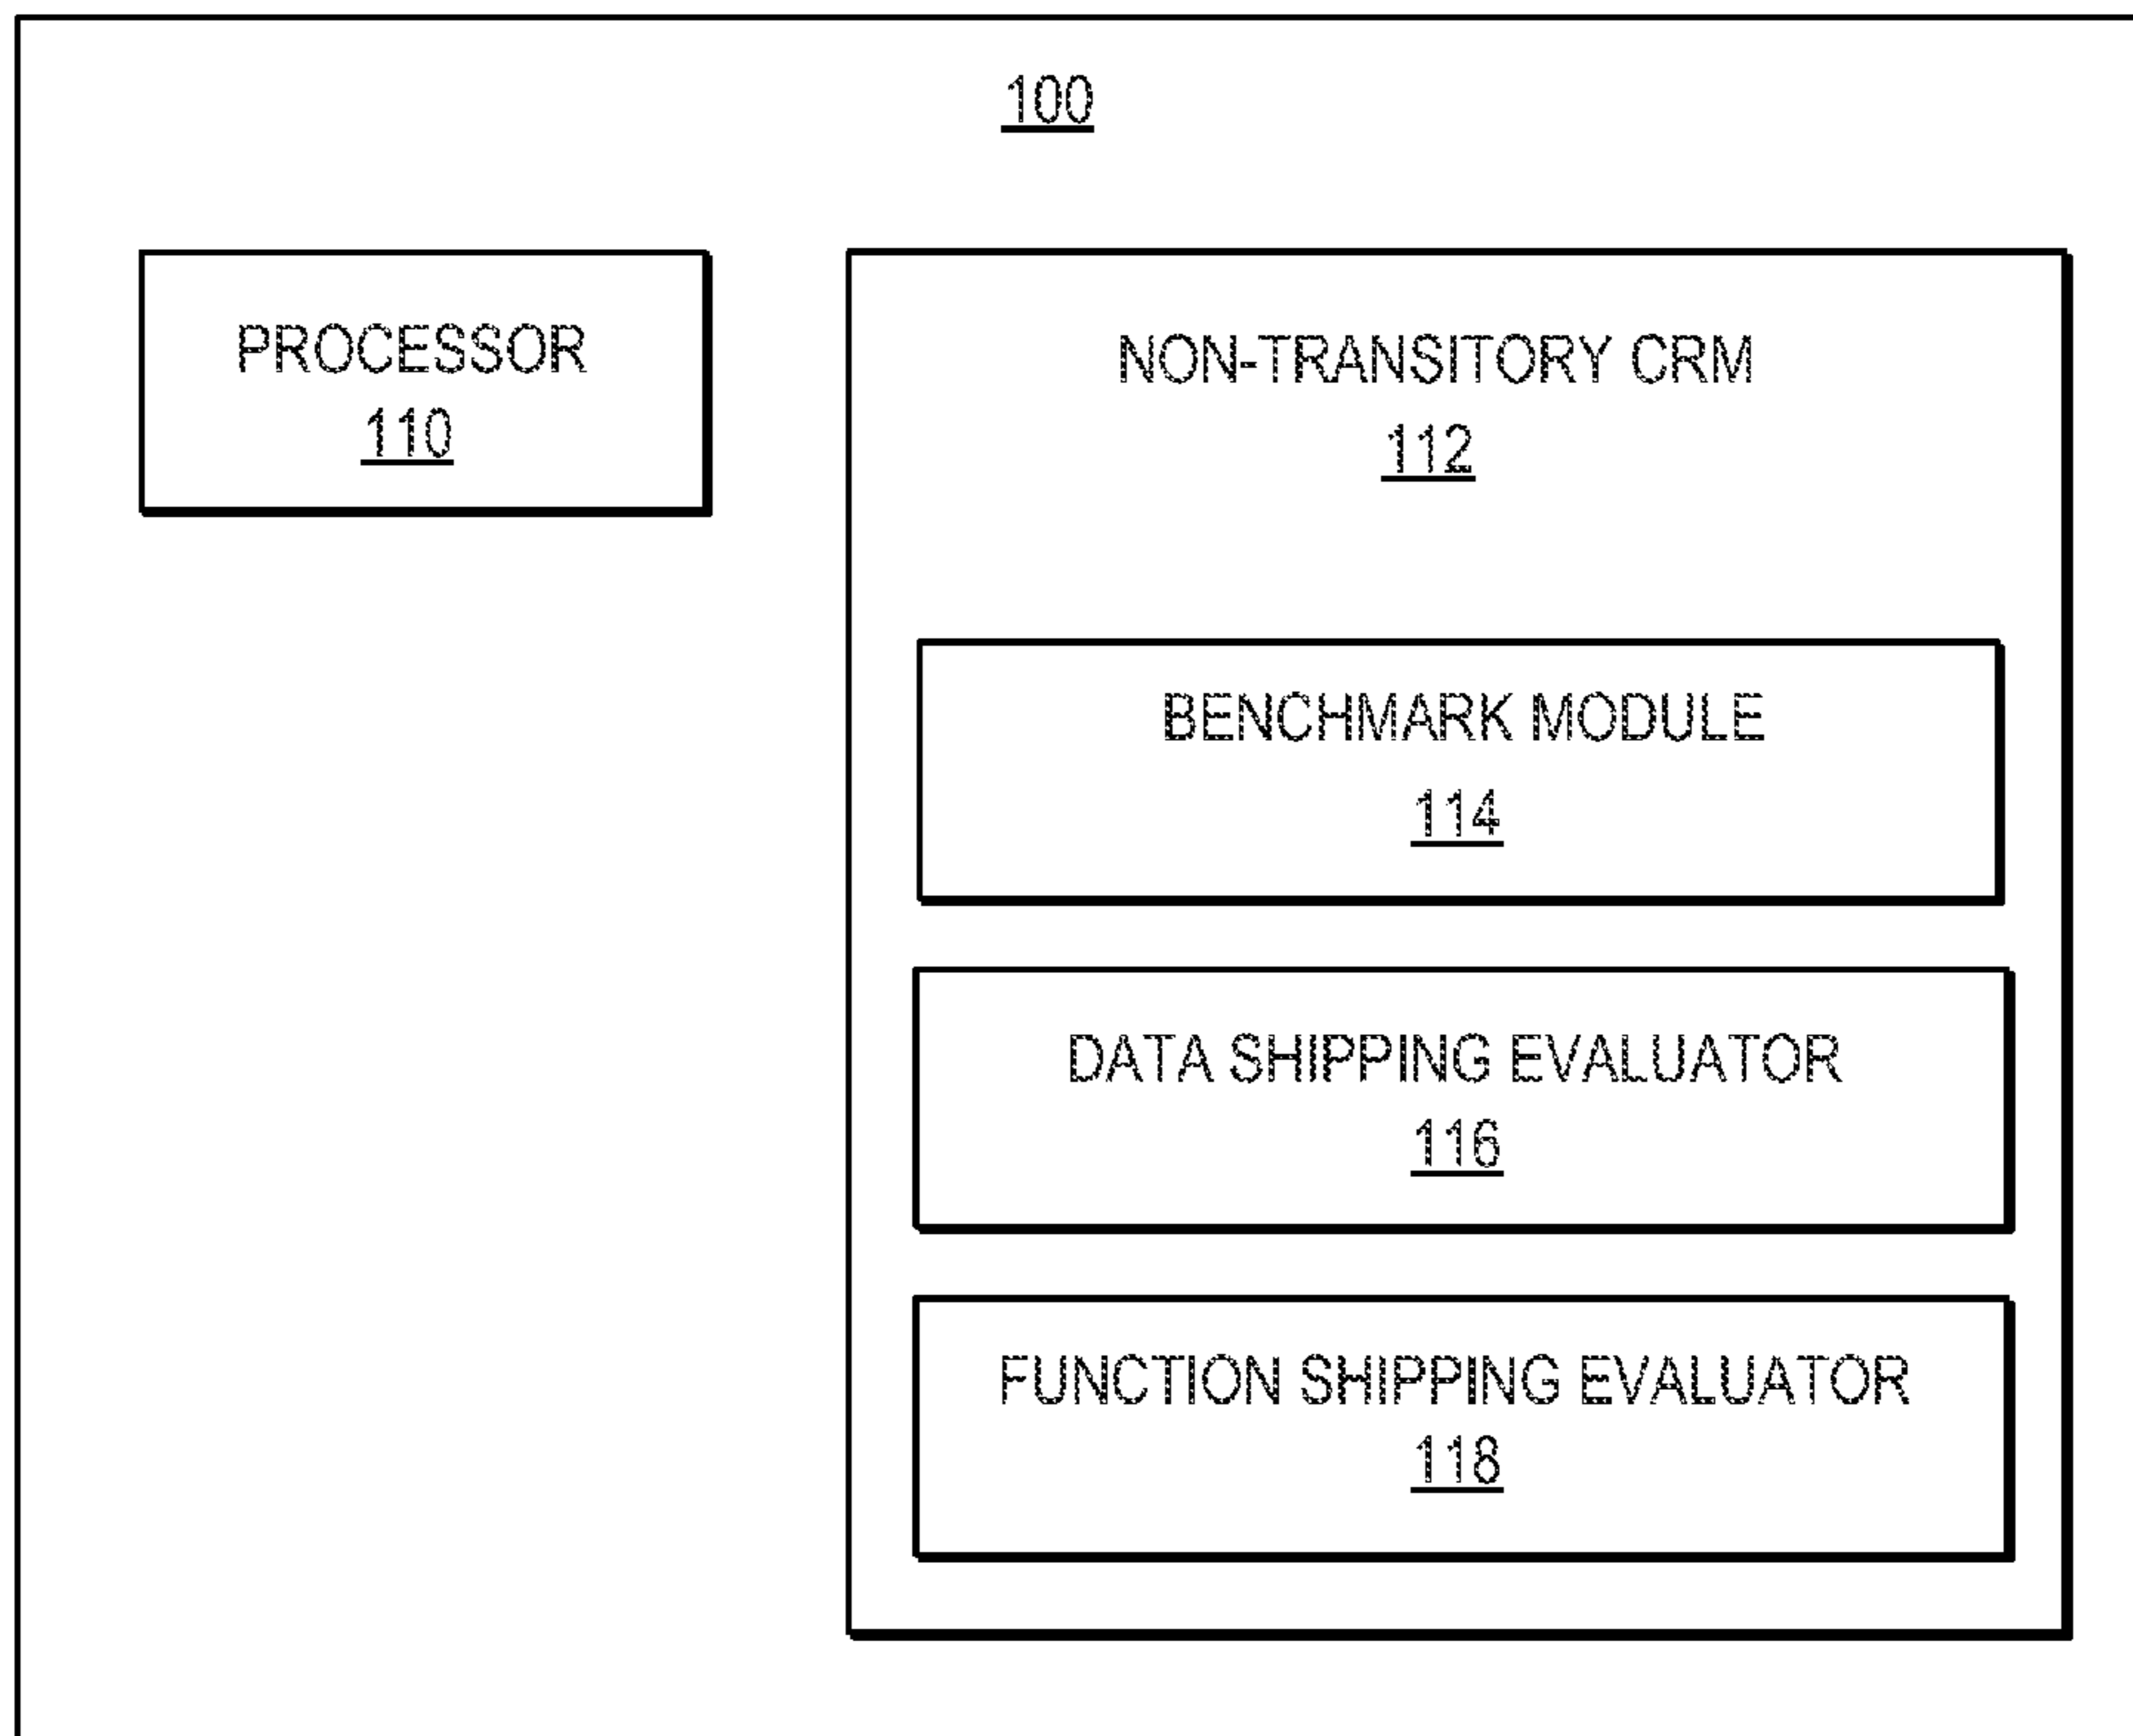 100
PROCESSOR
110
NON-TRANSITORY CRM
112
BENCHMARK MODULE
114
DATA SHIPPING EVALUATOR
116
FUNCTION SHIPPING EVALUATOR
118